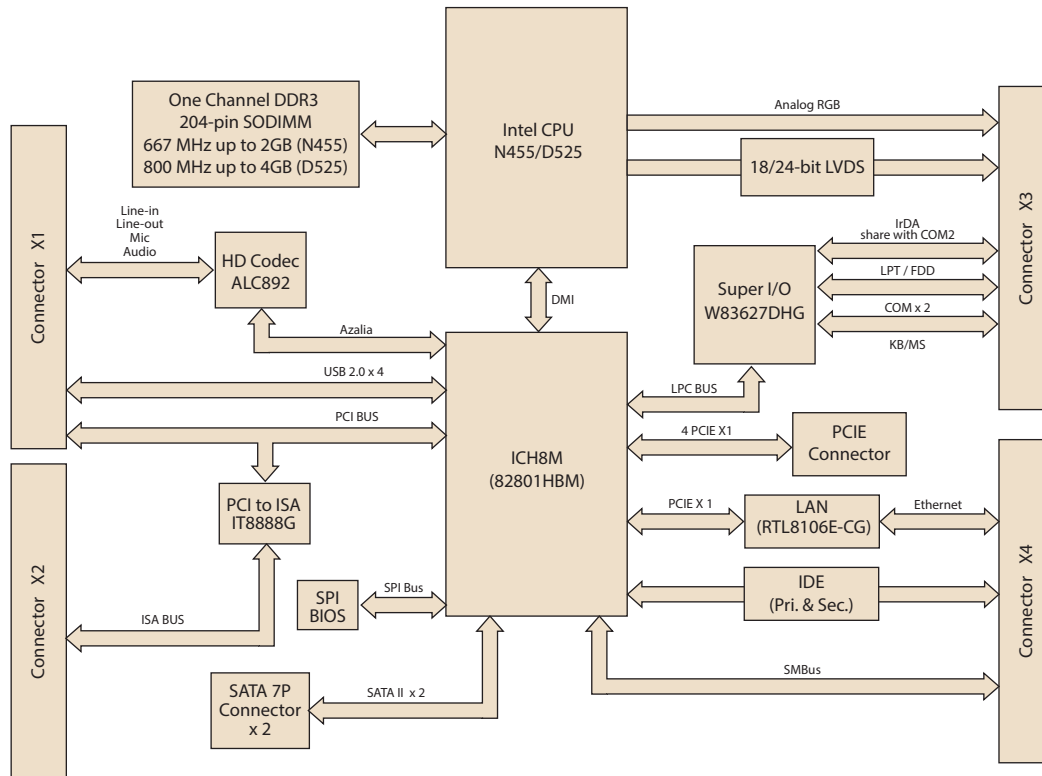 One Channel DDR3
204-pin SODIMM
667 MHz up to 2GB (N455)
800 MHz up to 4GB (D525)
Intel CPU
N455/D525
Analog RGB
18/24-bit LVDS
Connector X1
Line-in
Line-out
Mic
Audio
HD Codec
ALC892
DMI
Super I/O
W83627DHG
IrDA
share with COM2
LPT / FDD
COM x 2
KB/MS
Connector X3
Azalia
USB 2.0 x 4
PCI BUS
LPC BUS
4 PCIE X1
PCIE
Connector
ICH8M
(82801HBM)
PCI to ISA
IT8888G
PCIE X 1
LAN
(RTL8106E-CG)
Ethernet
Connector X2
ISA BUS
SPI
BIOS
SPI Bus
IDE
(Pri. & Sec.)
Connector X4
SMBus
SATA 7P
Connector
x 2
SATA II x 2